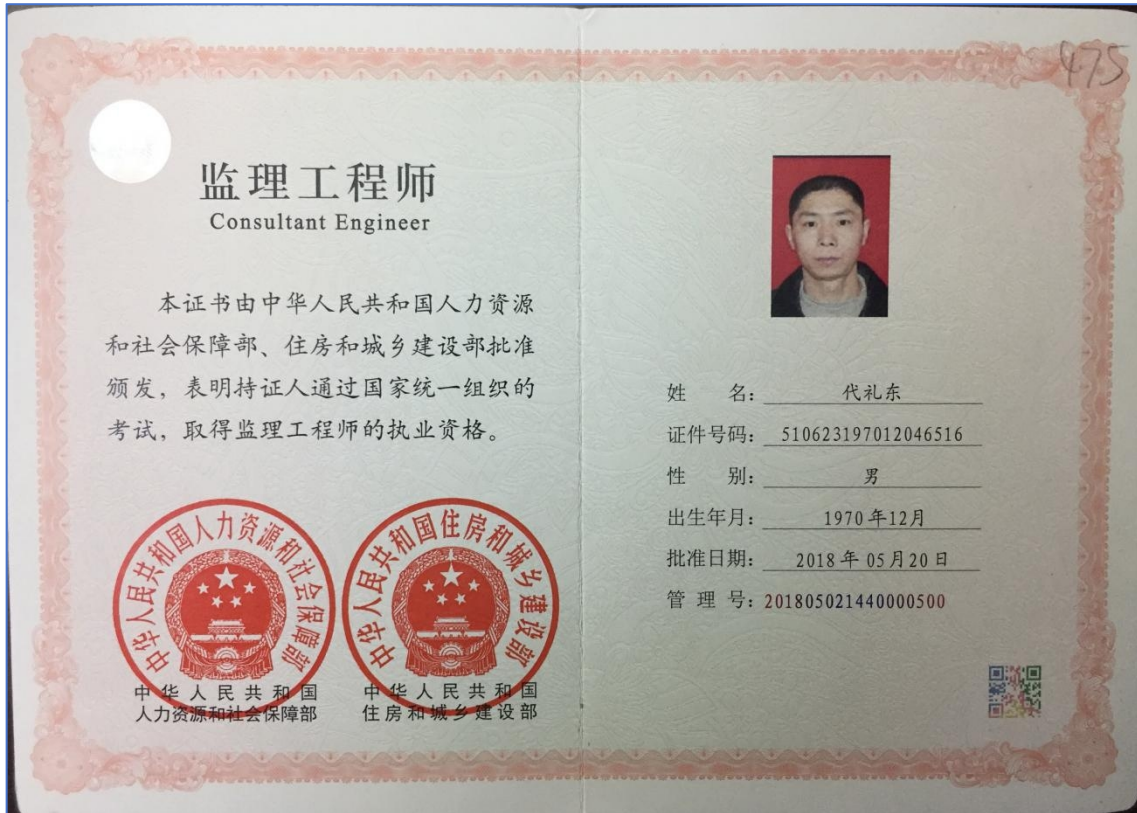 475
监理工程师
Consultant Engineer
本证书由中华人民共和国人力资源
和社会保障部、住房和城乡建设部批准
颁发，表明持证人通过国家统一组织的
考试，取得监理工程师的执业资格。
中华人民共和国人力资源和社会保障部
中华人民共和国住房和城乡建设部
中华人民共和国
人力资源和社会保障部
中华人民共和国
住房和城乡建设部
姓 名：代礼东
证件号码：510623197012046516
性 别：男
出生年月：1970年12月
批准日期：2018年05月20日
管 理 号：201805021440000500